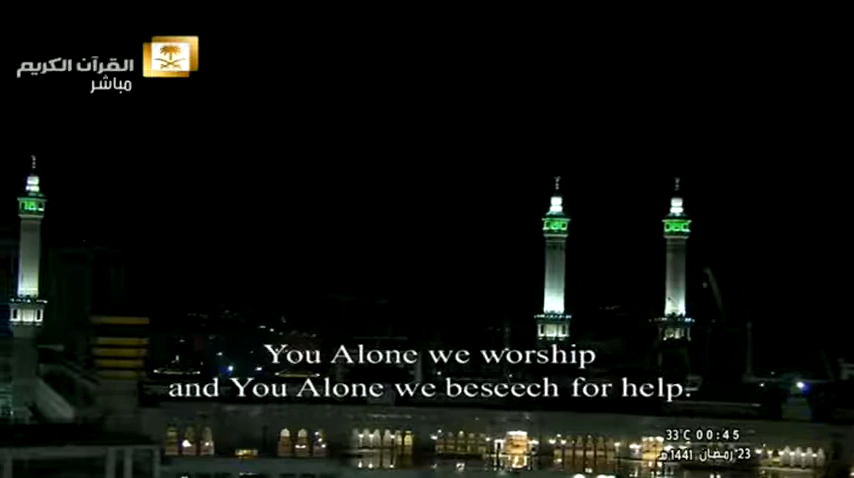 القرآن الكريم
مباشر
You Alone we worship
and You Alone we beseech for help.
33°C 00:45
23 رمضان 1441هـ